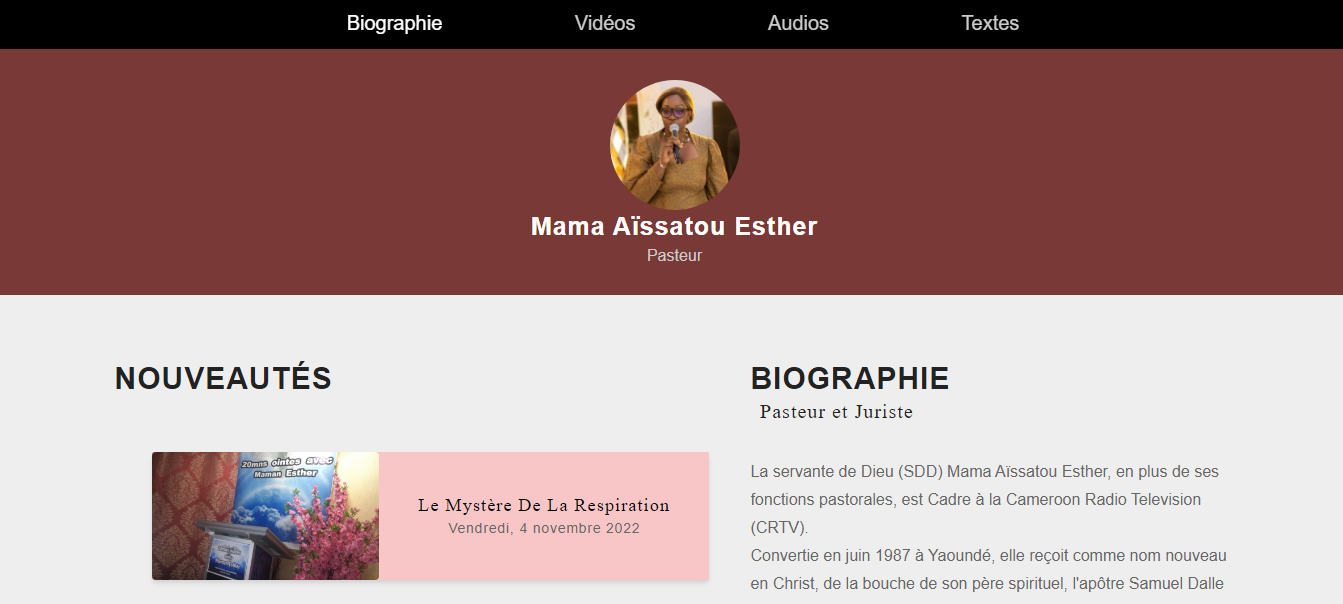 Biographie
Vidéos
Audios
Textes
Mama Aïssatou Esther
Pasteur
NOUVEAUTÉS
20mns ointes avec
Maman Esther
Le Mystère De La Respiration
Vendredi, 4 novembre 2022
BIOGRAPHIE
Pasteur et Juriste
La servante de Dieu (SDD) Mama Aïssatou Esther, en plus de ses
fonctions pastorales, est Cadre à la Cameroon Radio Television
(CRTV).
Convertie en juin 1987 à Yaoundé, elle reçoit comme nom nouveau
en Christ, de la bouche de son père spirituel, l'apôtre Samuel Dalle